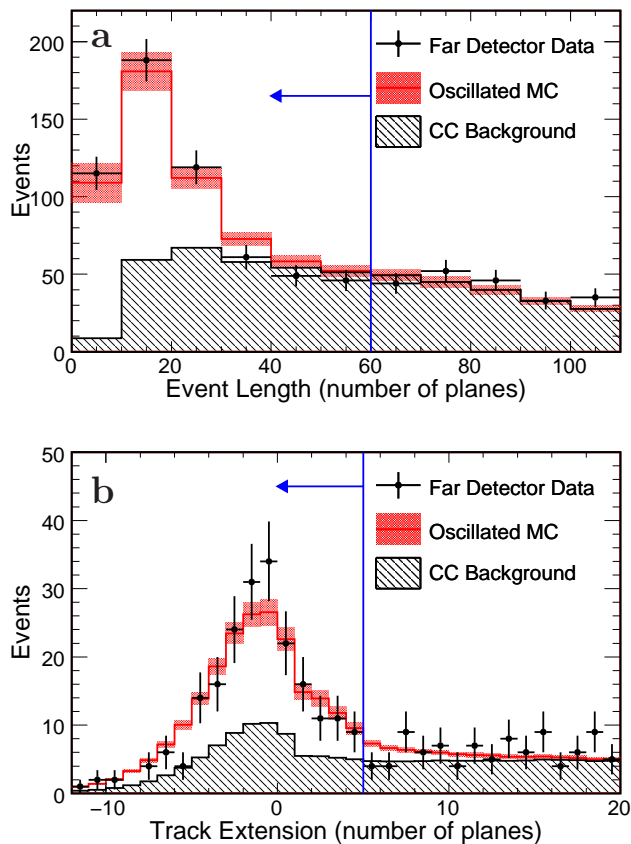 a
Far Detector Data
Oscillated MC
CC Background
Events
200
150
100
50
0
0 20 40 60 80 100
Event Length (number of planes)
b
Far Detector Data
Oscillated MC
CC Background
Events
50
40
30
20
10
0
−10 0 10 20
Track Extension (number of planes)